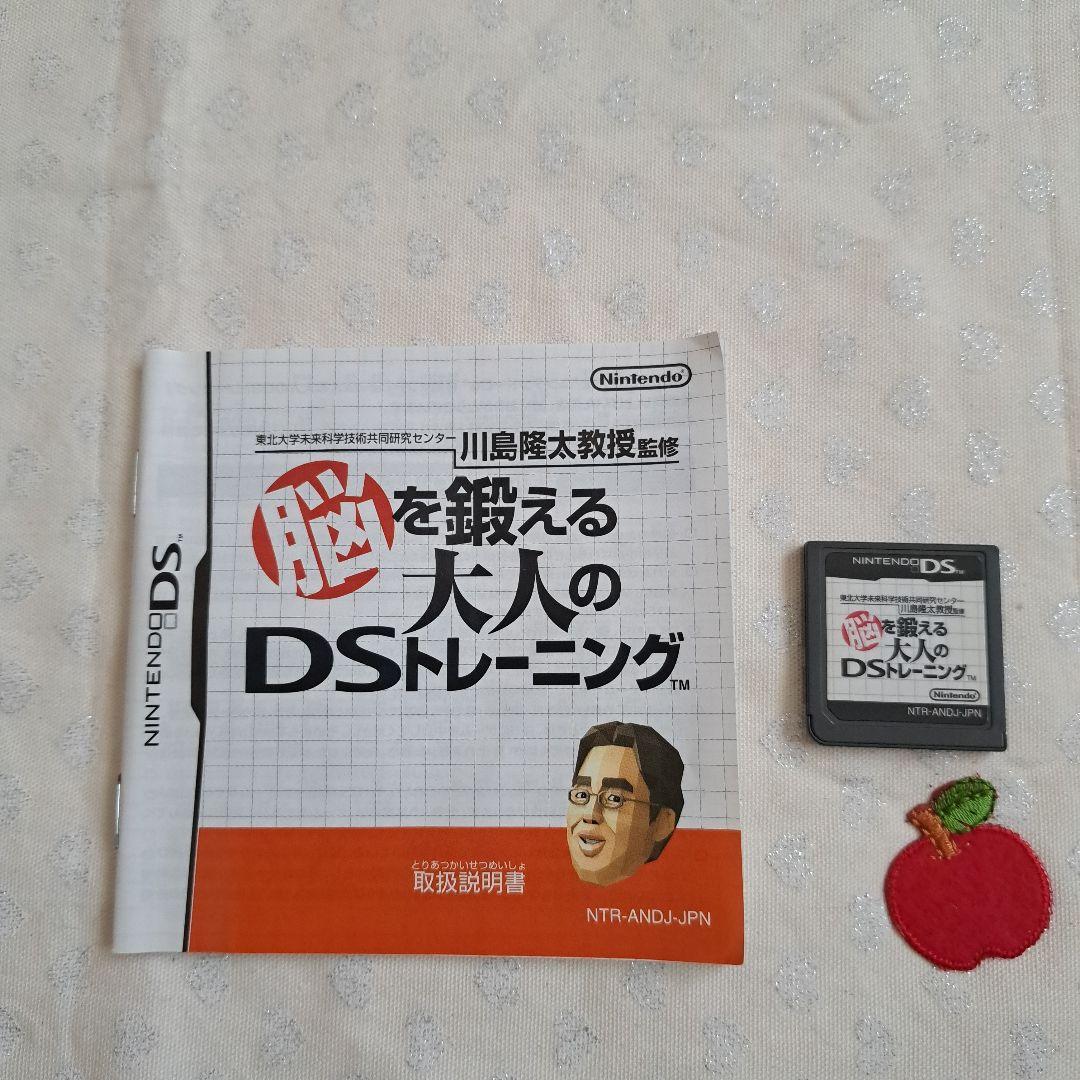 NINTENDO DS™
Nintendo®
東北大学未来科学技術共同研究センター
川島隆太教授監修
脳を鍛える
大人の
DSトレーニング™
とりあつかいせつめいしょ
取扱説明書
NTR-ANDJ-JPN
NINTENDO DS™
東北大学未来科学技術共同研究センター
川島隆太教授監修
脳を鍛える
大人の
DSトレーニング™
Nintendo®
NTR-ANDJ-JPN